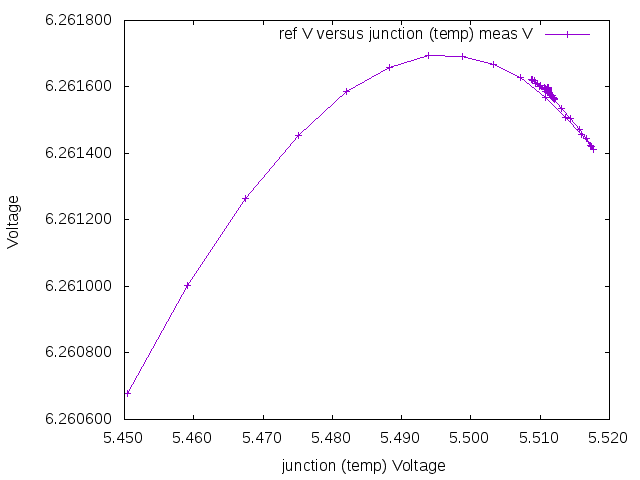 6.261800
ref V versus junction (temp) meas V
6.261600
6.261400
6.261200
6.261000
6.260800
6.260600
Voltage
5.450 5.460 5.470 5.480 5.490 5.500 5.510 5.520
junction (temp) Voltage